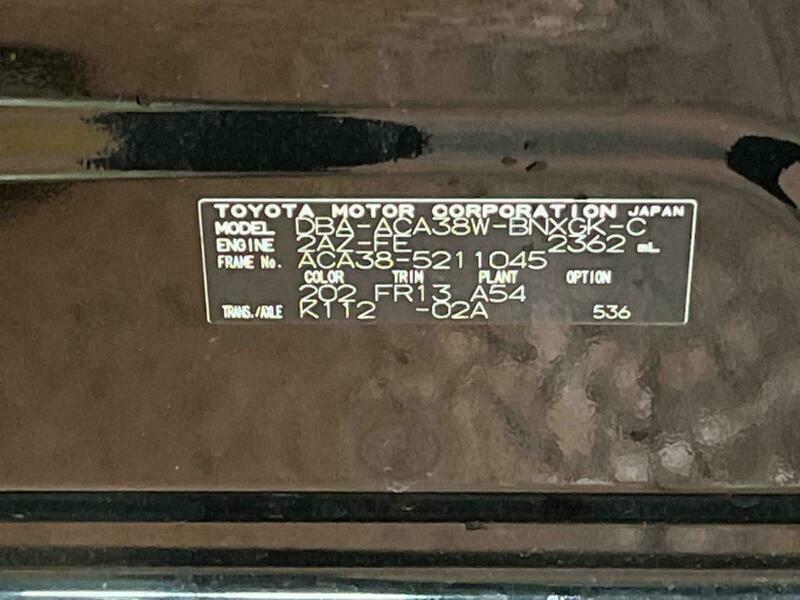 TOYOTA MOTOR CORPORATION JAPAN
MODEL DBA-ACA38W-BNXGK-C
ENGINE 2AZ-FE 2362 mL
FRAME No. ACA38-5211045
COLOR TRIM PLANT OPTION
202 FR13 A54
TRANS./AXLE K112 -02A 536